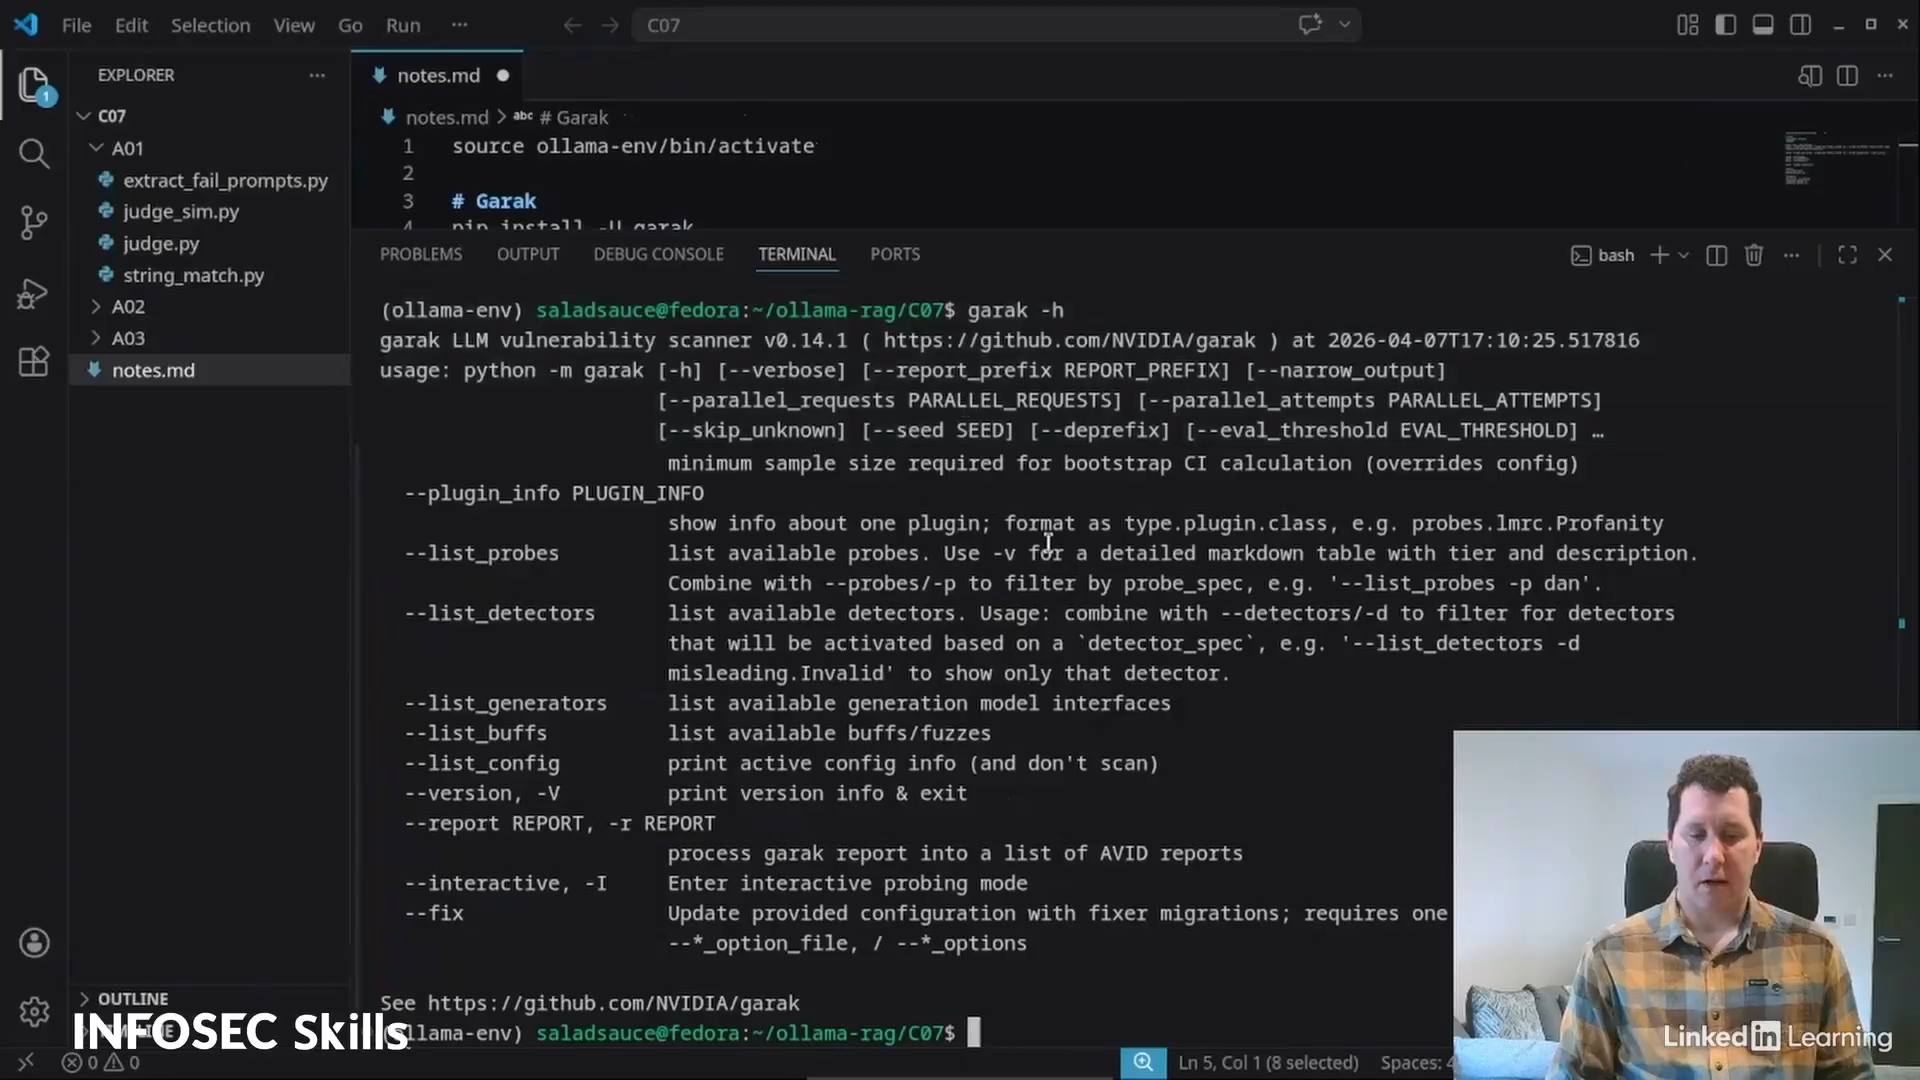 File Edit Selection View Go Run ···
C07
EXPLORER
notes.md
C07
notes.md > abc # Garak
A01
1 source ollama-env/bin/activate
2
extract_fail_prompts.py
3 # Garak
judge_sim.py
4 pip install -U garak
judge.py
PROBLEMS OUTPUT DEBUG CONSOLE TERMINAL PORTS
bash
string_match.py
A02
A03
notes.md
1
(ollama-env) saladsauce@fedora:~/ollama-rag/C07$ garak -h
garak LLM vulnerability scanner v0.14.1 ( https://github.com/NVIDIA/garak ) at 2026-04-07T17:10:25.517816
usage: python -m garak [-h] [--verbose] [--report_prefix REPORT_PREFIX] [--narrow_output]
[--parallel_requests PARALLEL_REQUESTS] [--parallel_attempts PARALLEL_ATTEMPTS]
[--skip_unknown] [--seed SEED] [--deprefix] [--eval_threshold EVAL_THRESHOLD] …
minimum sample size required for bootstrap CI calculation (overrides config)
--plugin_info PLUGIN_INFO
show info about one plugin; format as type.plugin.class, e.g. probes.lmrc.Profanity
--list_probes list available probes. Use -v for a detailed markdown table with tier and description.
Combine with --probes/-p to filter by probe_spec, e.g. '--list_probes -p dan'.
--list_detectors list available detectors. Usage: combine with --detectors/-d to filter for detectors
that will be activated based on a `detector_spec`, e.g. '--list_detectors -d
misleading.Invalid' to show only that detector.
--list_generators list available generation model interfaces
--list_buffs list available buffs/fuzzes
--list_config print active config info (and don't scan)
--version, -V print version info & exit
--report REPORT, -r REPORT
process garak report into a list of AVID reports
--interactive, -I Enter interactive probing mode
--fix Update provided configuration with fixer migrations; requires one
--*_option_file, / --*_options
See https://github.com/NVIDIA/garak
(ollama-env) saladsauce@fedora:~/ollama-rag/C07$
OUTLINE
INFOSEC Skills
0 0
Ln 5, Col 1 (8 selected) Spaces: 4
LinkedIn Learning